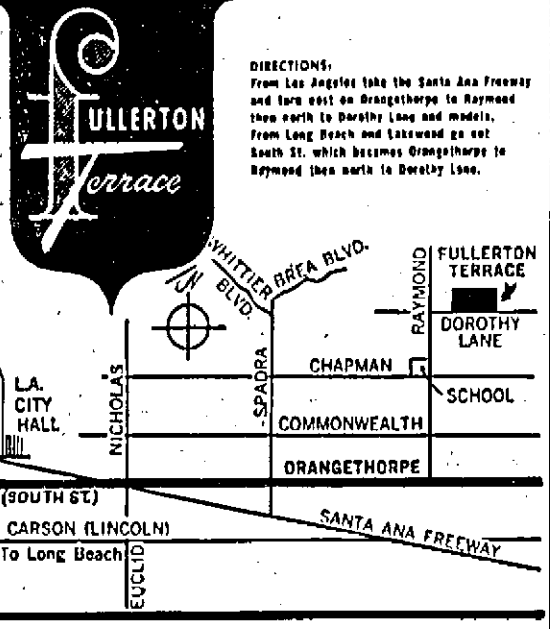 FULLERTON
Terrace
DIRECTIONS:
From Los Angeles take the Santa Ana Freeway
and turn east on Orangethorpe to Raymond
then north to Dorothy Lane and models.
From Long Beach and Lakewood go out
South St. which becomes Orangethorpe to
Raymond then north to Dorothy Lane.
WHITTIER BLVD.
BREA BLVD.
N
RAYMOND
FULLERTON
TERRACE
DOROTHY
LANE
NICHOLAS
SPADRA
CHAPMAN
SCHOOL
L.A.
CITY
HALL
COMMONWEALTH
ORANGETHORPE
(SOUTH ST.)
SANTA ANA FREEWAY
CARSON (LINCOLN)
To Long Beach
EUCLID